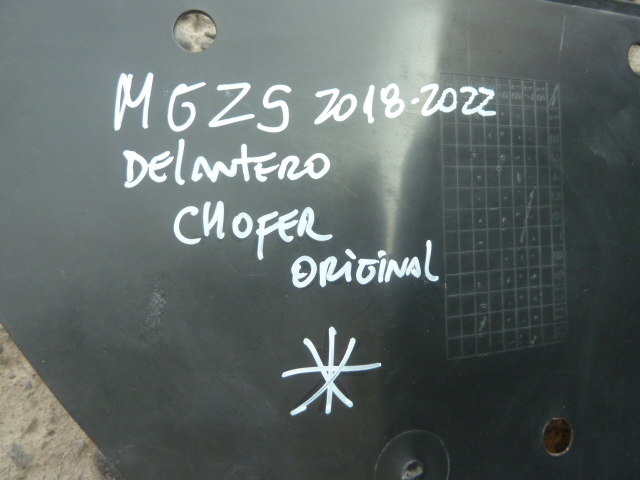 MGZS 2018-2022
DELANTERO
CHOFER
ORIGINAL